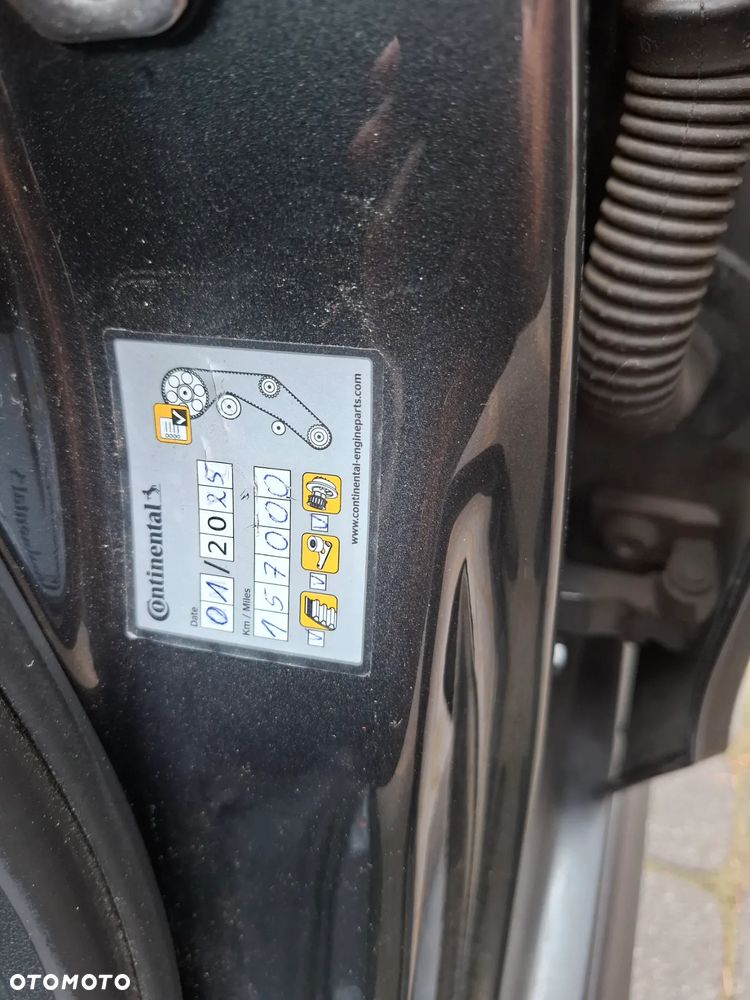 Continental
Date
01/2025
Km / Miles
157000
www.continental-engineparts.com
OTOMOTO